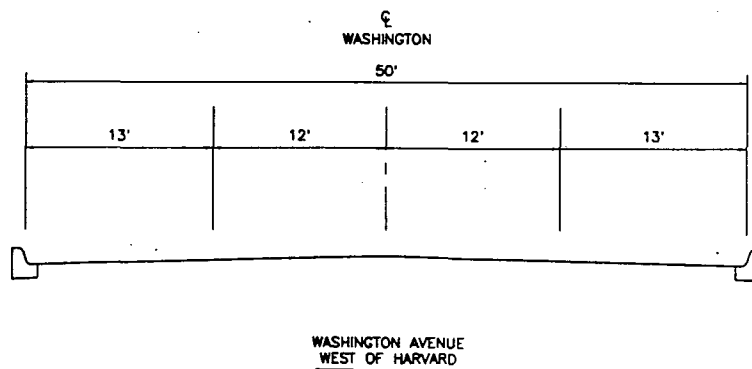 ℄
WASHINGTON
50'
13' 12' 12' 13'
WASHINGTON AVENUE
WEST OF HARVARD